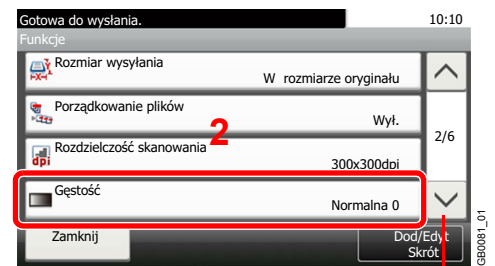 Gotowa do wysłania.
10:10
Funkcje
Rozmiar wysyłania
W rozmiarze oryginału
Porządkowanie plików
Wył.
2
2/6
dpi
Rozdzielczość skanowania
300x300dpi
Gęstość
Normalna 0
Zamknij
Dod/Edyt
Skrót
GB0081_01